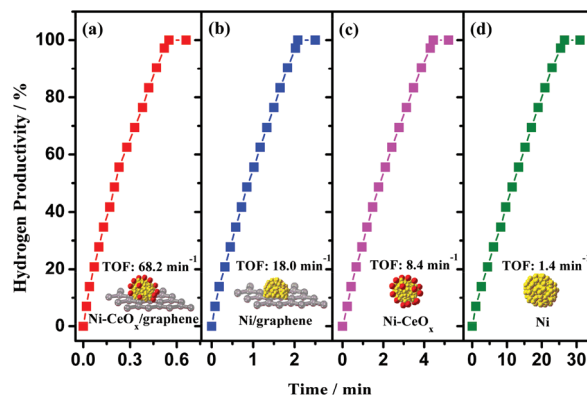 Hydrogen Productivity / %
100
80
60
40
20
0
(a)
TOF: 68.2 min⁻¹
Ni-CeOₓ/graphene
0.0 0.3 0.6
(b)
TOF: 18.0 min⁻¹
Ni/graphene
0 1 2
(c)
TOF: 8.4 min⁻¹
Ni-CeOₓ
0 2 4
(d)
TOF: 1.4 min⁻¹
Ni
0 10 20 30
Time / min